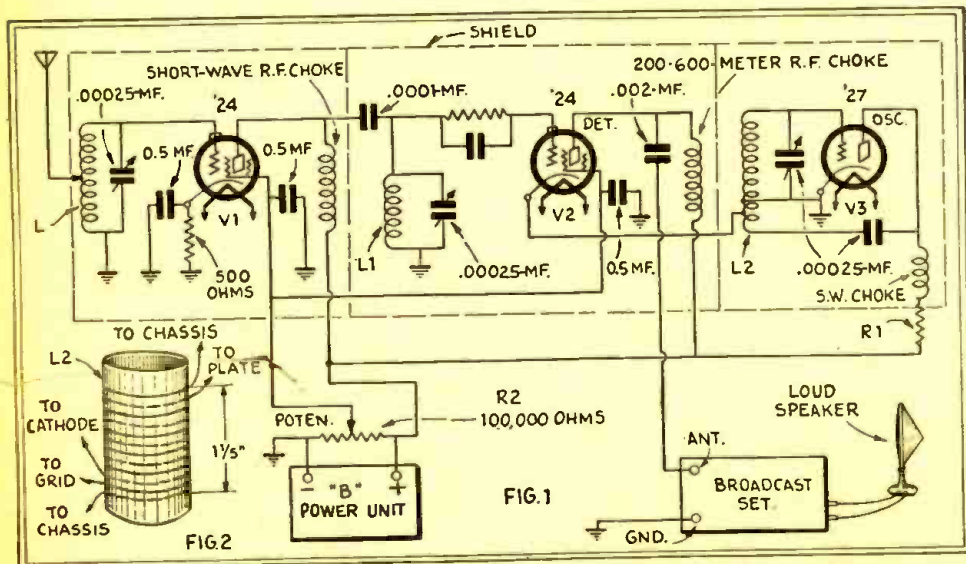 SHIELD
SHORT-WAVE R.F. CHOKE
200-600-METER R.F. CHOKE
.00025-MF.
'24
.0001-MF.
'24
.002-MF.
'27
DET.
OSC.
0.5 MF.
0.5 MF.
L
V1
V2
V3
500
OHMS
L1
.00025-MF.
0.5 MF.
L2
.00025-MF.
S.W. CHOKE
R1
TO CHASSIS
L2
TO
PLATE
TO
CATHODE
1 1/5"
TO
GRID
TO
CHASSIS
FIG.2
POTEN.
R2
100,000 OHMS
- "B" +
POWER UNIT
FIG.1
ANT.
BROADCAST
SET
GND.
LOUD
SPEAKER